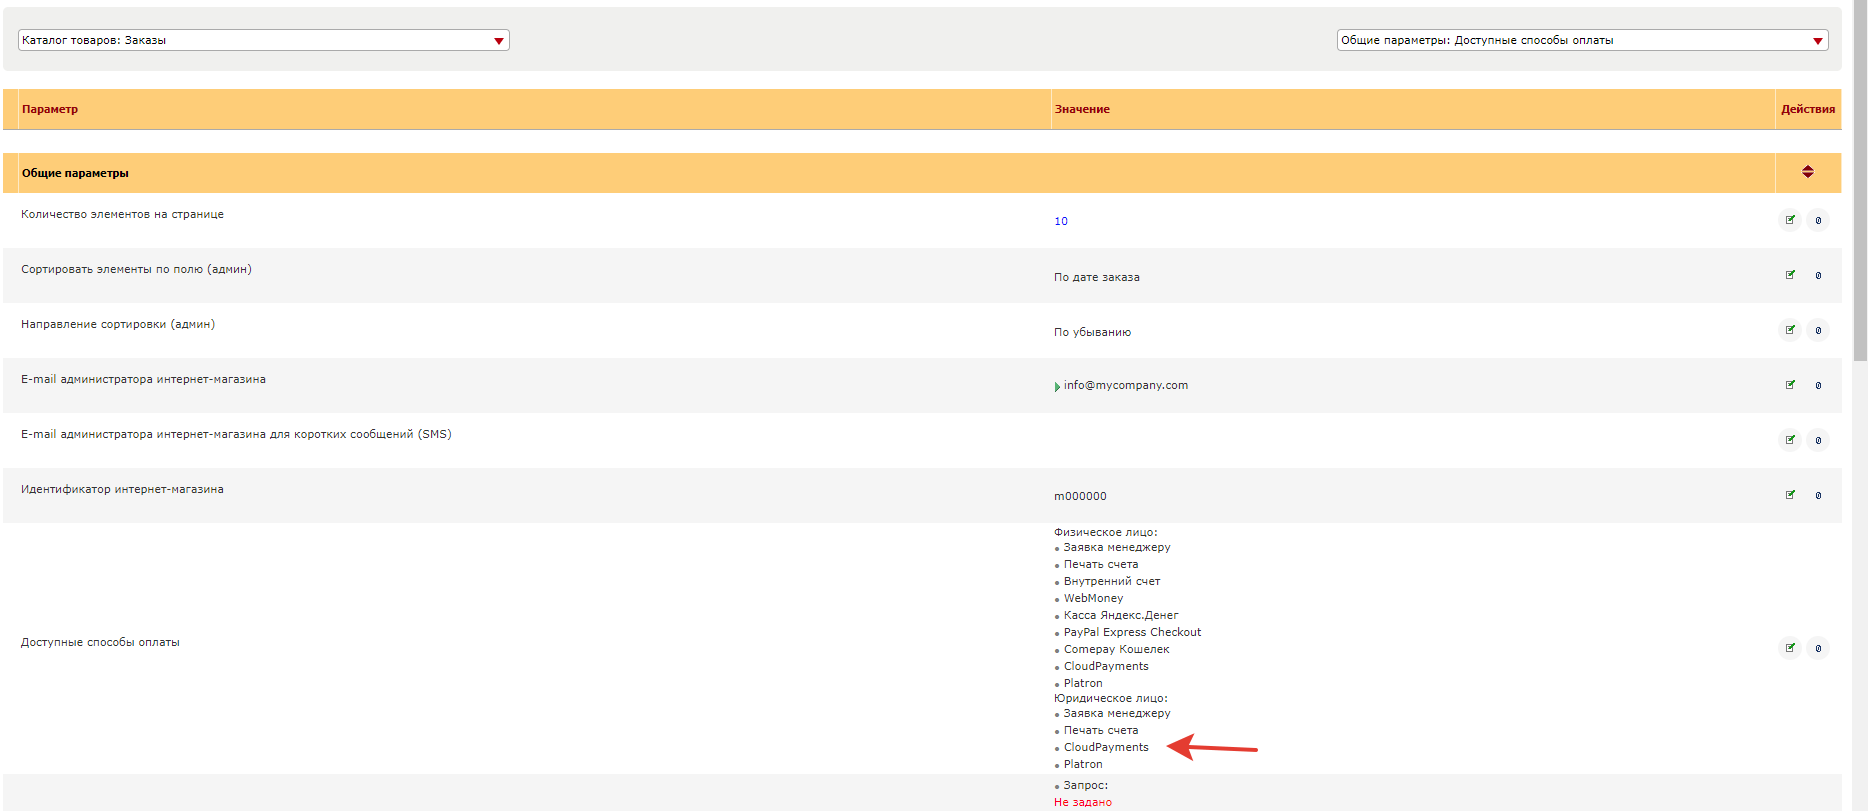 Каталог товаров: Заказы
Общие параметры: Доступные способы оплаты
Параметр Значение Действия
Общие параметры
Количество элементов на странице 10
Сортировать элементы по полю (админ) По дате заказа
Направление сортировки (админ) По убыванию
E-mail администратора интернет-магазина info@mycompany.com
E-mail администратора интернет-магазина для коротких сообщений (SMS)
Идентификатор интернет-магазина m000000
Физическое лицо:
Заявка менеджеру
Печать счета
Внутренний счет
WebMoney
Касса Яндекс.Денег
PayPal Express Checkout
Доступные способы оплаты
Comepay Кошелек
CloudPayments
Platron
Юридическое лицо:
Заявка менеджеру
Печать счета
CloudPayments
Platron
Запрос:
Не задано